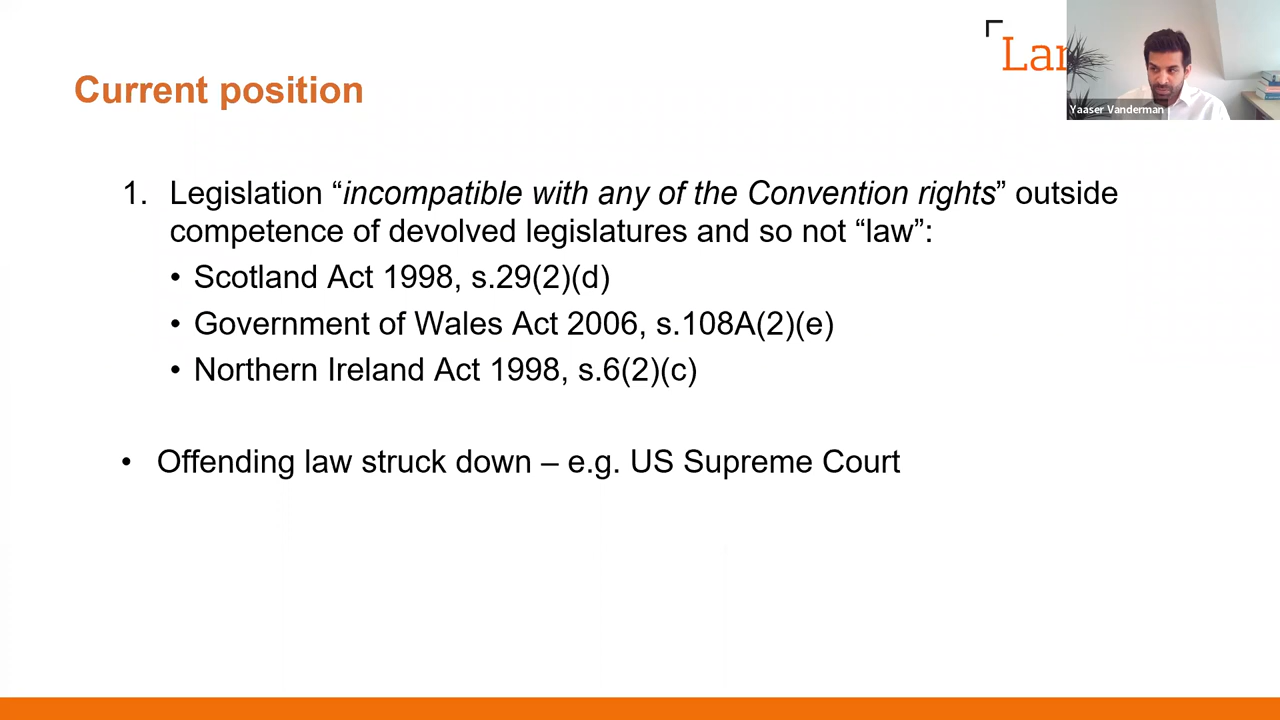 Current position
Yaaser Vanderman
1. Legislation “incompatible with any of the Convention rights” outside
competence of devolved legislatures and so not “law”:
• Scotland Act 1998, s.29(2)(d)
• Government of Wales Act 2006, s.108A(2)(e)
• Northern Ireland Act 1998, s.6(2)(c)
• Offending law struck down – e.g. US Supreme Court